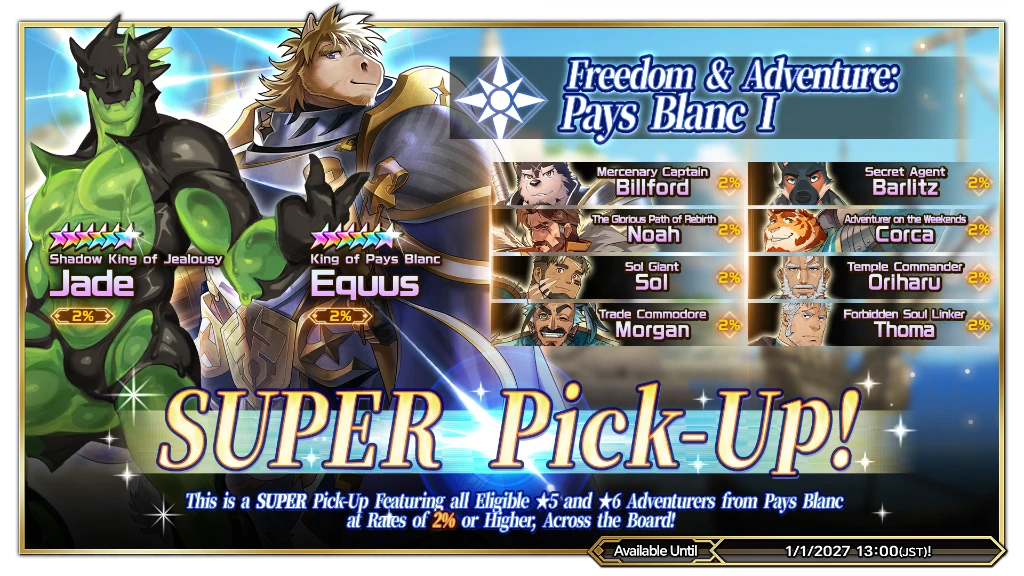 Freedom & Adventure:
Pays Blanc I
Shadow King of Jealousy
Jade
2%
King of Pays Blanc
Equus
2%
Mercenary Captain
Billford
2%
Secret Agent
Barlitz
2%
The Glorious Path of Rebirth
Noah
2%
Adventurer on the Weekends
Corca
2%
Sol Giant
Sol
2%
Temple Commander
Oriharu
2%
Trade Commodore
Morgan
2%
Forbidden Soul Linker
Thoma
2%
SUPER Pick-Up!
This is a SUPER Pick-Up Featuring all Eligible ★5 and ★6 Adventurers from Pays Blanc
at Rates of 2% or Higher, Across the Board!
Available Until 1/1/2027 13:00(JST)!